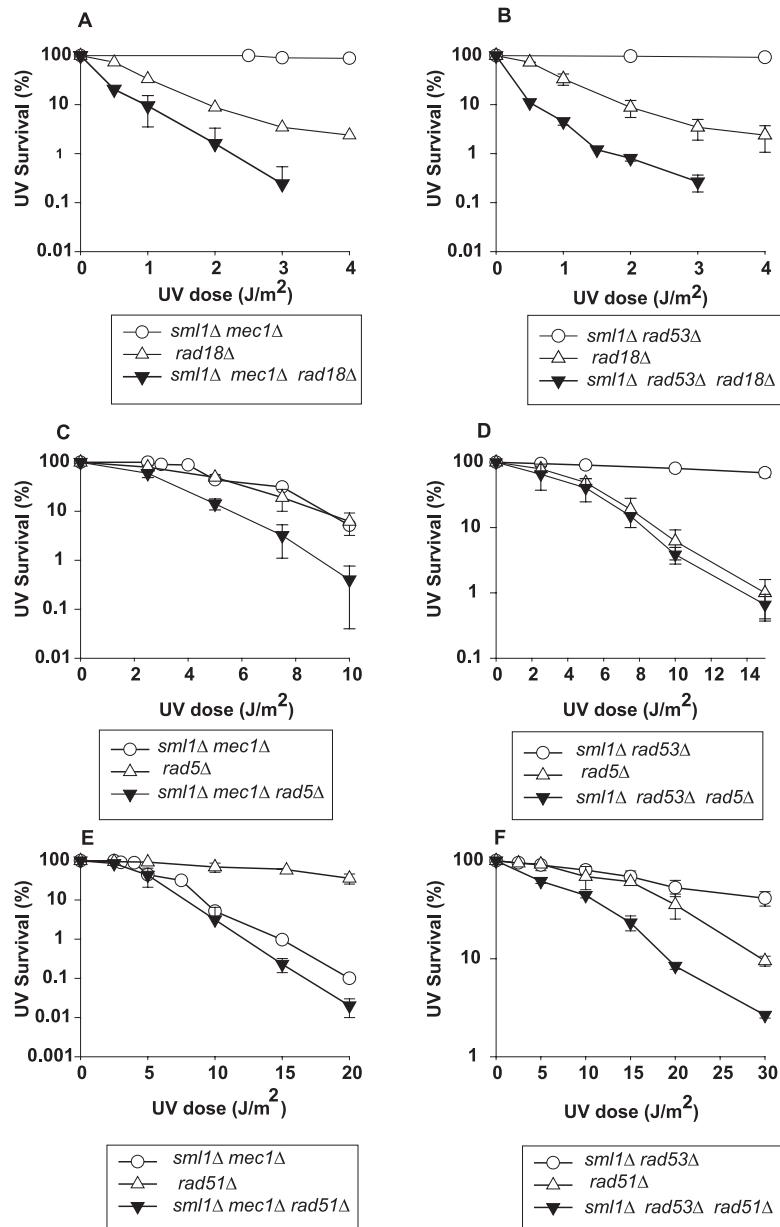 A
UV Survival (%)
100
10
1
0.1
0.01
0 1 2 3 4
UV dose (J/m2)
sml1Δ mec1Δ
rad18Δ
sml1Δ mec1Δ rad18Δ
B
UV Survival (%)
100
10
1
0.1
0.01
0 1 2 3 4
UV dose (J/m2)
sml1Δ rad53Δ
rad18Δ
sml1Δ rad53Δ rad18Δ
C
UV Survival (%)
100
10
1
0.1
0.01
0 2 4 6 8 10
UV dose (J/m2)
sml1Δ mec1Δ
rad5Δ
sml1Δ mec1Δ rad5Δ
D
UV Survival (%)
100
10
1
0.1
0 2 4 6 8 10 12 14
UV dose (J/m2)
sml1Δ rad53Δ
rad5Δ
sml1Δ rad53Δ rad5Δ
E
UV Survival (%)
100
10
1
0.1
0.01
0.001
0 5 10 15 20
UV dose (J/m2)
sml1Δ mec1Δ
rad51Δ
sml1Δ mec1Δ rad51Δ
F
UV Survival (%)
100
10
1
0 5 10 15 20 25 30
UV dose (J/m2)
sml1Δ rad53Δ
rad51Δ
sml1Δ rad53Δ rad51Δ